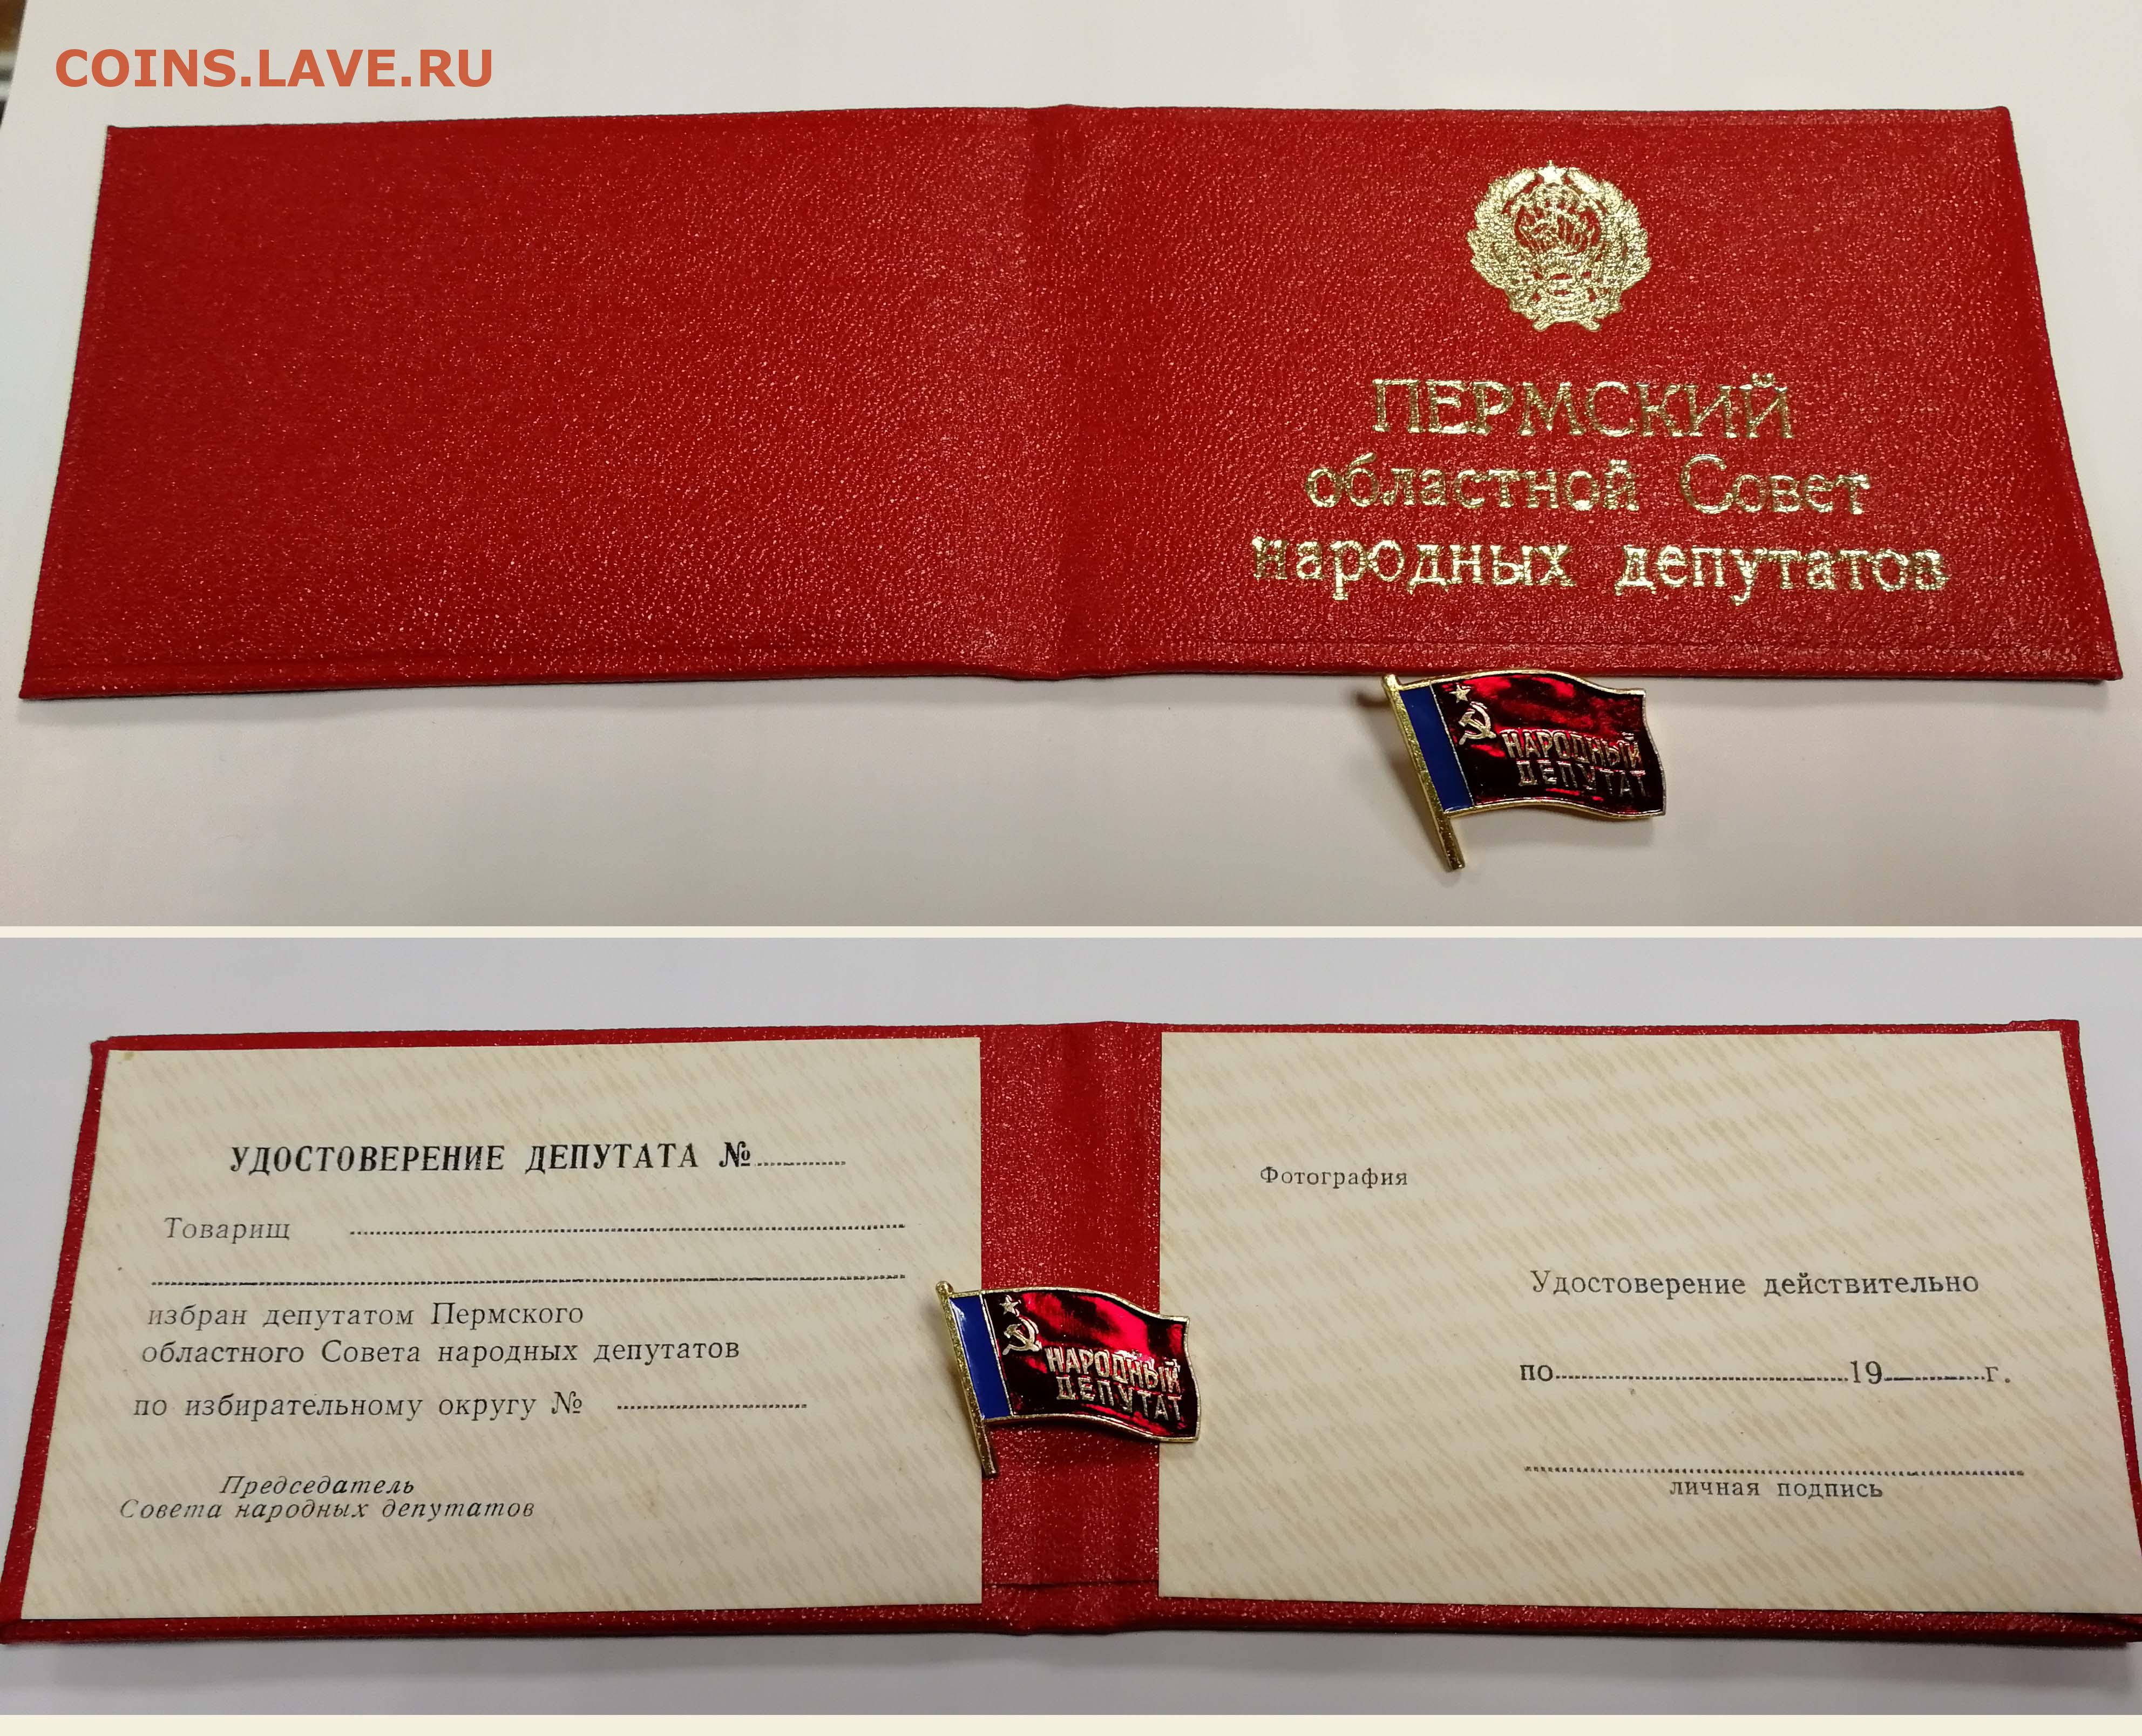 COINS.LAVE.RU
ПЕРМСКИЙ
областной Совет
народных депутатов
НАРОДНЫЙ
ДЕПУТАТ
УДОСТОВЕРЕНИЕ ДЕПУТАТА №
Товарищ
избран депутатом Пермского
областного Совета народных депутатов
по избирательному округу №
Председатель
Совета народных депутатов
НАРОДНЫЙ
ДЕПУТАТ
Фотография
Удостоверение действительно
по 19 г.
личная подпись